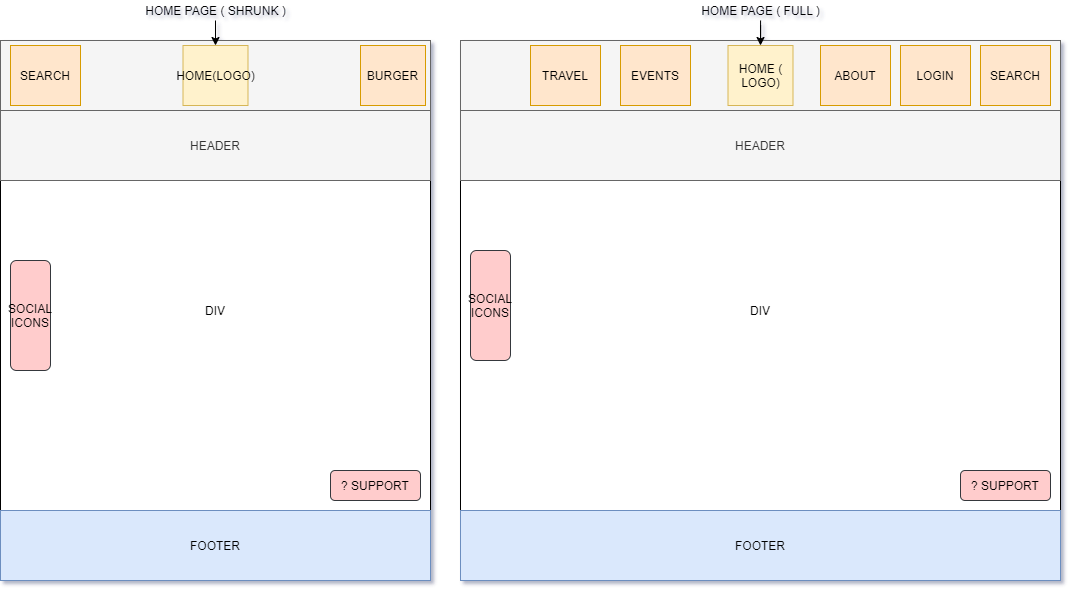 HOME PAGE ( SHRUNK )
SEARCH
HOME(LOGO)
BURGER
HEADER
SOCIAL
ICONS
DIV
? SUPPORT
FOOTER
HOME PAGE ( FULL )
TRAVEL
EVENTS
HOME (
LOGO)
ABOUT
LOGIN
SEARCH
HEADER
SOCIAL
ICONS
DIV
? SUPPORT
FOOTER